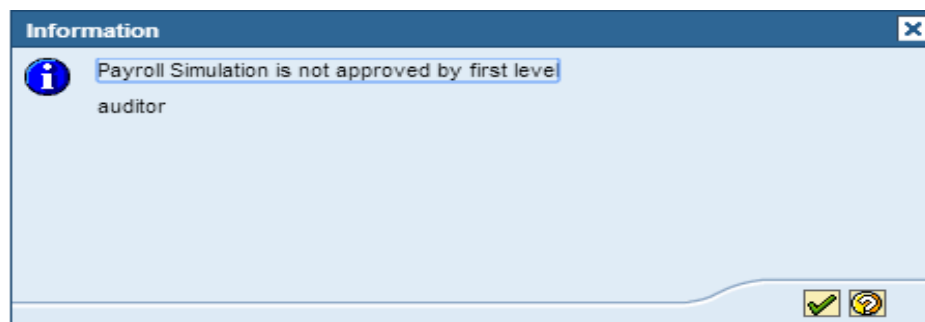 Information
Payroll Simulation is not approved by first level
auditor